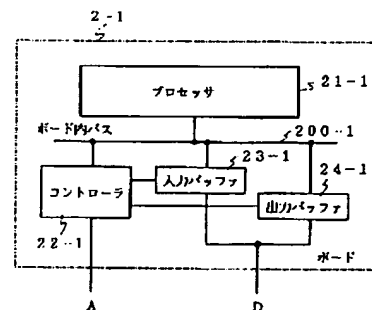 2-1
プロセッサ
21-1
ボード内バス
200-1
23-1
入力バッファ
24-1
コントローラ
出力バッファ
22-1
ボード
A
D